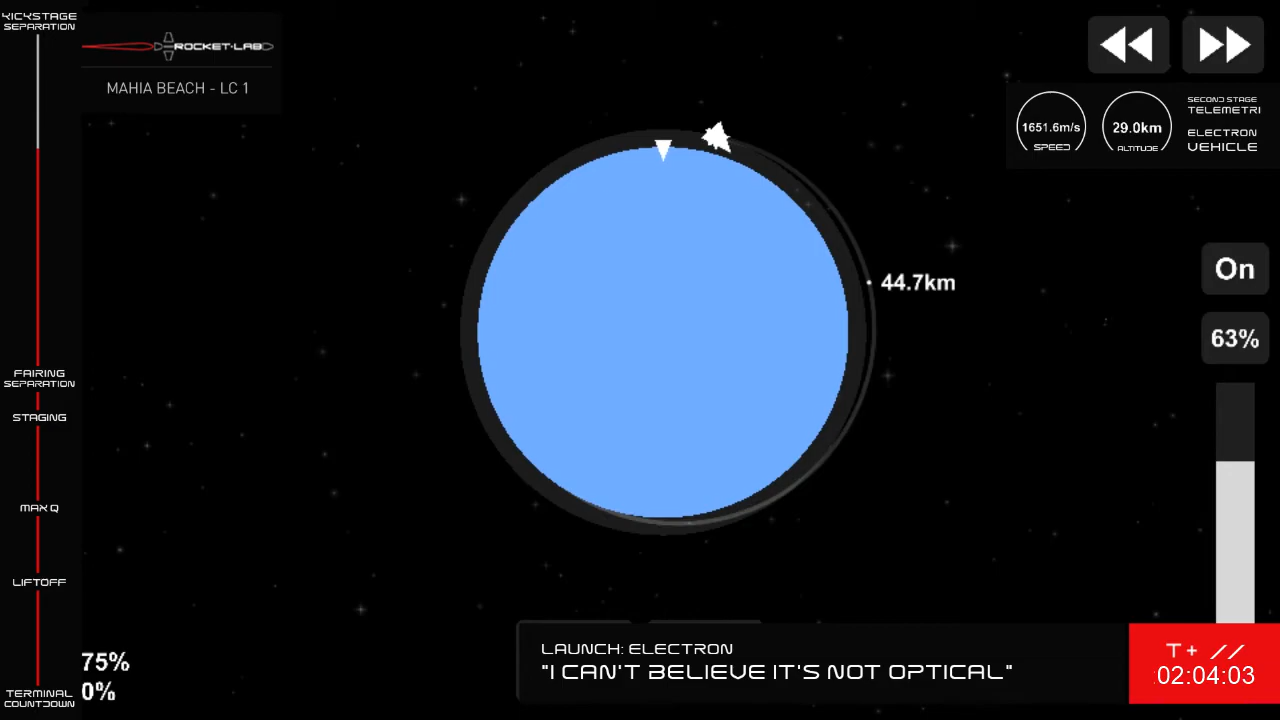 KICKSTAGE
SEPARATION
ROCKET-LAB
MAHIA BEACH - LC 1
1651.6m/s
SPEED
29.0km
ALTITUDE
SECOND STAGE
TELEMETRI
ELECTRON
VEHICLE
On
44.7km
63%
FAIRING
SEPARATION
STAGING
MAX Q
LIFTOFF
75%
0%
TERMINAL
COUNTDOWN
LAUNCH: ELECTRON
"I CAN'T BELIEVE IT'S NOT OPTICAL"
T+ //
02:04:03